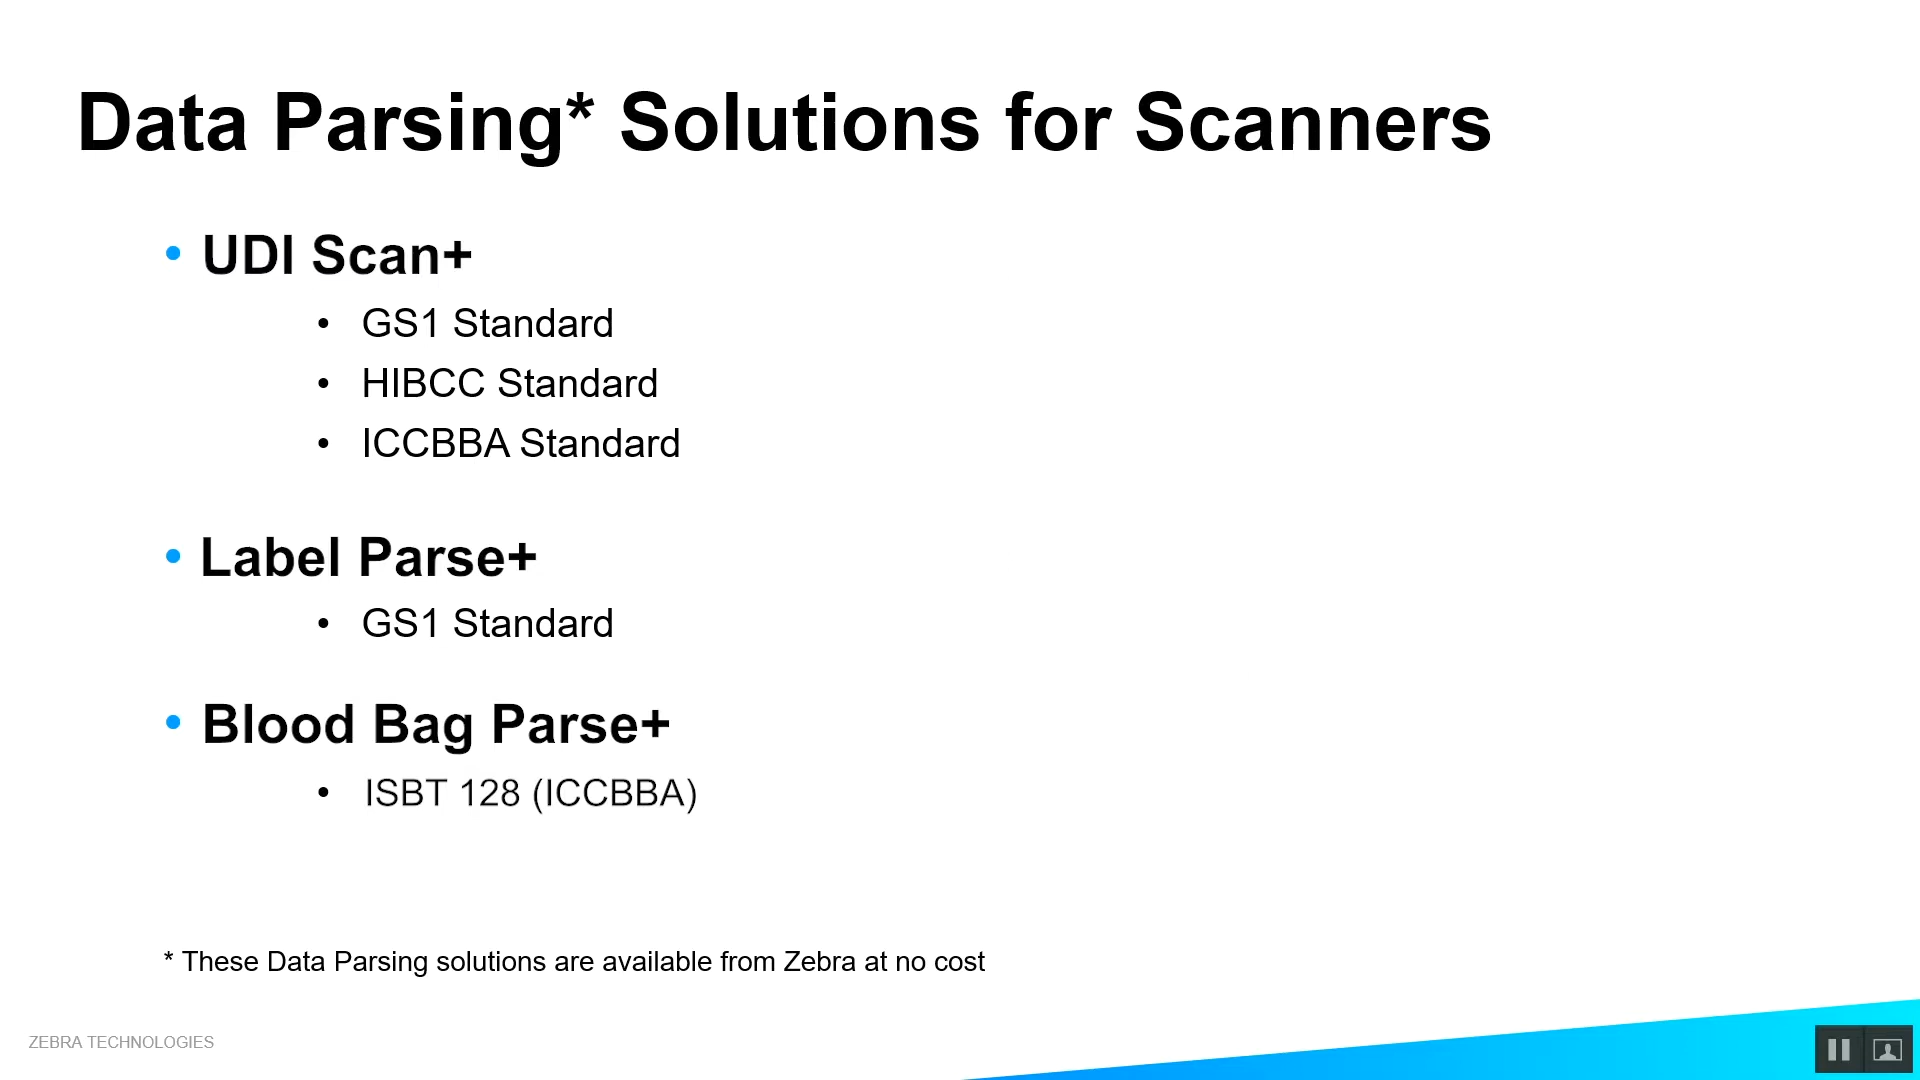 Data Parsing* Solutions for Scanners
• UDI Scan+
• GS1 Standard
• HIBCC Standard
• ICCBBA Standard
• Label Parse+
• GS1 Standard
• Blood Bag Parse+
• ISBT 128 (ICCBBA)
* These Data Parsing solutions are available from Zebra at no cost
ZEBRA TECHNOLOGIES